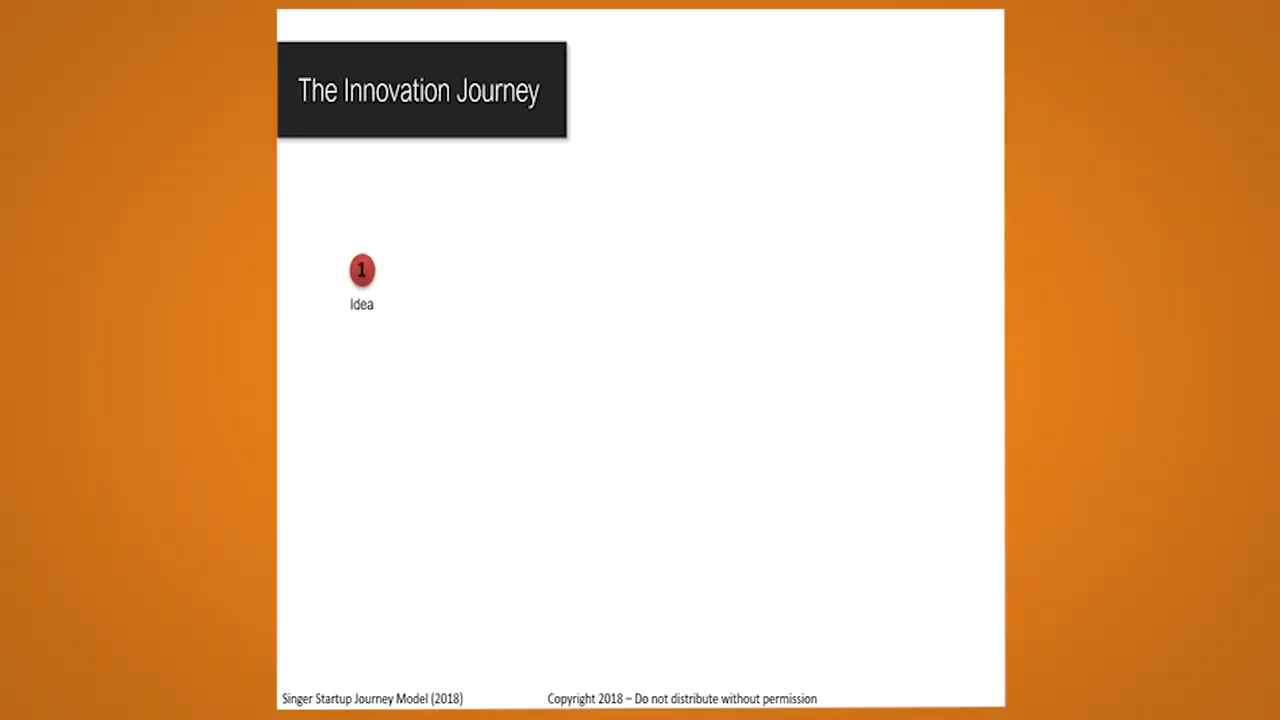 The Innovation Journey
1
Idea
Singer Startup Journey Model (2018)
Copyright 2018 – Do not distribute without permission